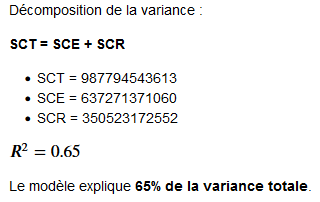 Décomposition de la variance :
SCT = SCE + SCR
• SCT = 987794543613
• SCE = 637271371060
• SCR = 350523172552
R² = 0.65
Le modèle explique 65% de la variance totale.